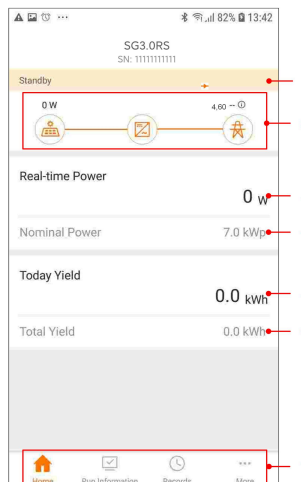 82% 13:42
SG3.0RS
SN: 11111111111
Standby
0 W 4,60 --
Real-time Power
0 W
Nominal Power 7.0 kWp
Today Yield
0.0 kWh
Total Yield 0.0 kWh
Home Run Information Records More